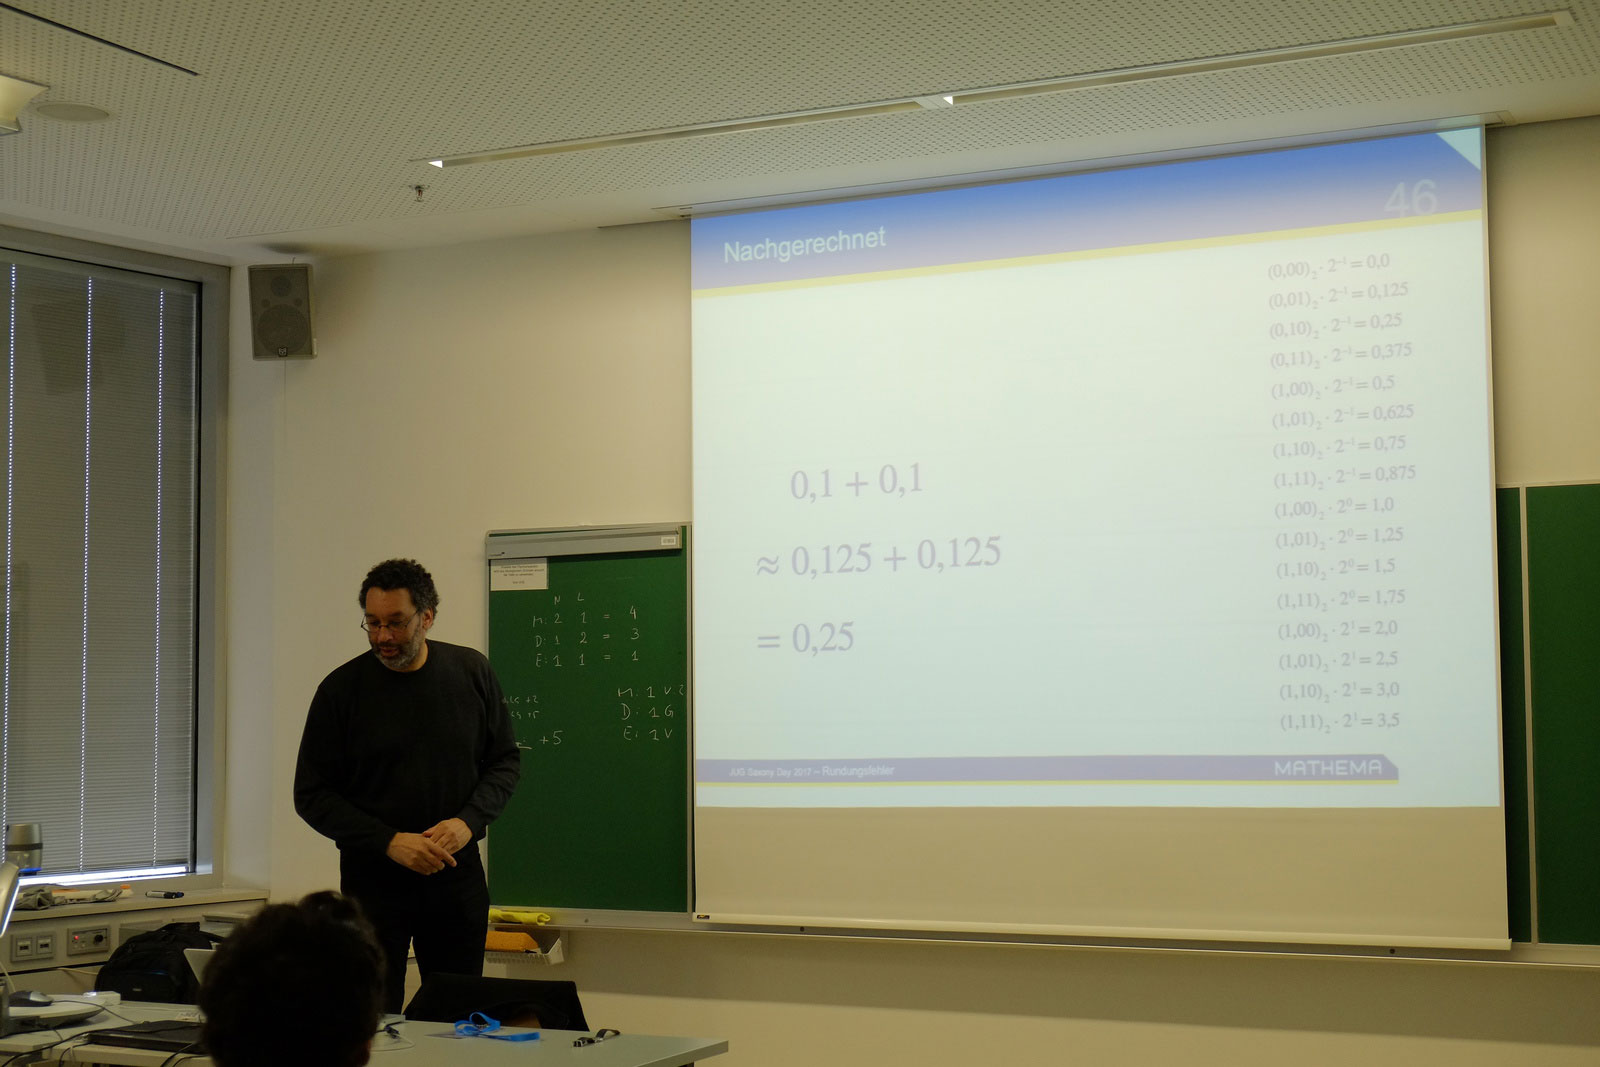 46
Nachgerechnet
(0,00)₂ · 2⁻¹ = 0,0
(0,01)₂ · 2⁻¹ = 0,125
(0,10)₂ · 2⁻¹ = 0,25
(0,11)₂ · 2⁻¹ = 0,375
(1,00)₂ · 2⁻¹ = 0,5
(1,01)₂ · 2⁻¹ = 0,625
(1,10)₂ · 2⁻¹ = 0,75
(1,11)₂ · 2⁻¹ = 0,875
(1,00)₂ · 2⁰ = 1,0
(1,01)₂ · 2⁰ = 1,25
(1,10)₂ · 2⁰ = 1,5
(1,11)₂ · 2⁰ = 1,75
(1,00)₂ · 2¹ = 2,0
(1,01)₂ · 2¹ = 2,5
(1,10)₂ · 2¹ = 3,0
(1,11)₂ · 2¹ = 3,5
0,1 + 0,1
≈ 0,125 + 0,125
= 0,25
JUG Saxony Day 2017 – Rundungsfehler
MATHEMA
N L
M: 2 1 = 4
D: 1 2 = 3
E: 1 1 = 1
M: 1 V
D: 1 G
E: 1 V
+5